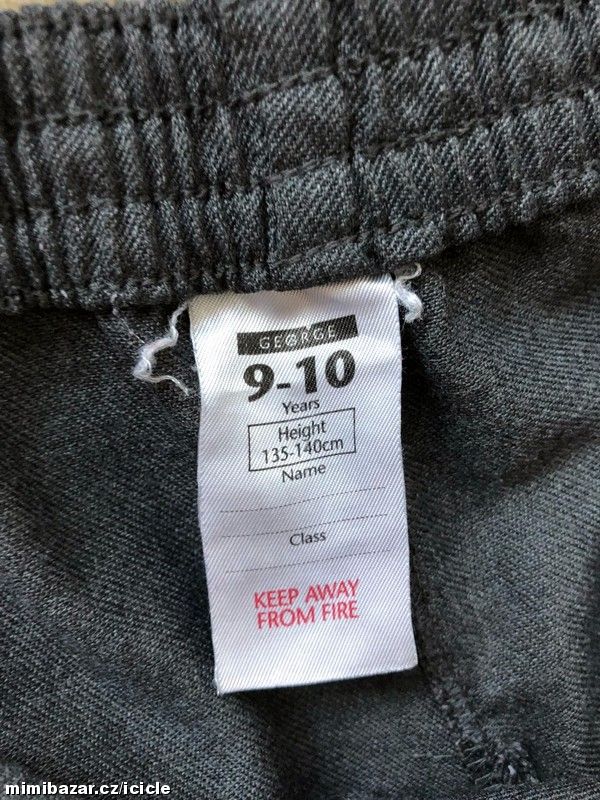 GEORGE
9-10
Years
Height
135-140cm
Name
Class
KEEP AWAY
FROM FIRE
mimibazar.cz/icicle